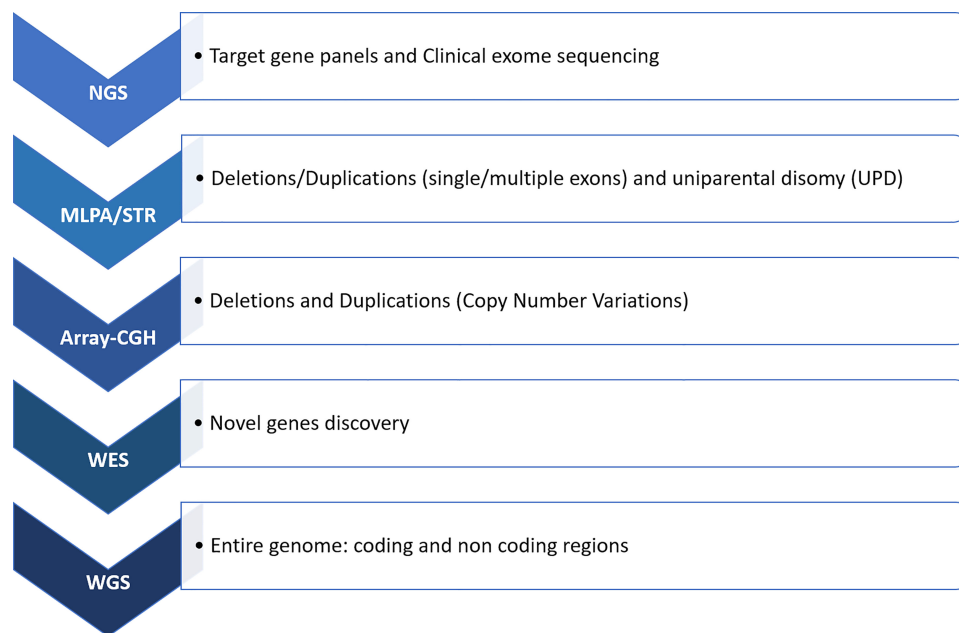 NGS
• Target gene panels and Clinical exome sequencing
MLPA/STR
• Deletions/Duplications (single/multiple exons) and uniparental disomy (UPD)
Array-CGH
• Deletions and Duplications (Copy Number Variations)
WES
• Novel genes discovery
WGS
• Entire genome: coding and non coding regions